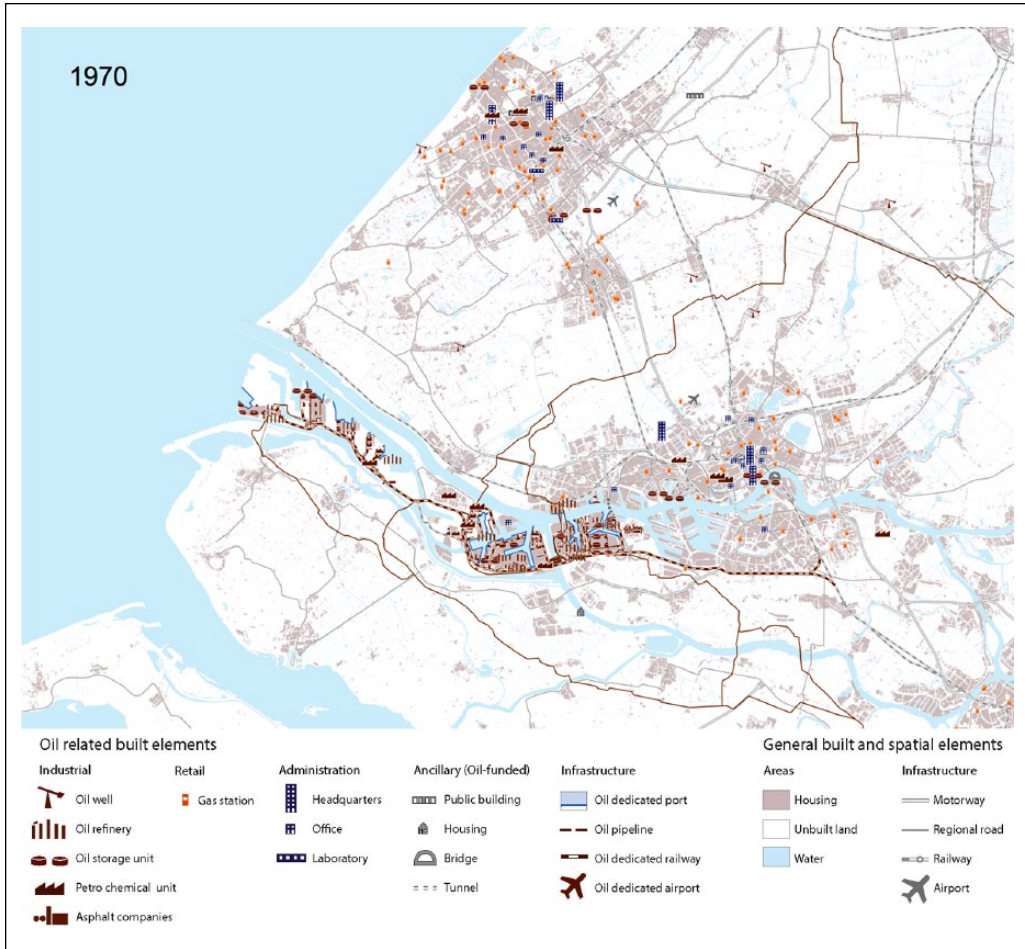 1970
Oil related built elements
General built and spatial elements
Industrial
Retail
Administration
Ancillary (Oil-funded)
Infrastructure
Areas
Infrastructure
Oil well
Gas station
Headquarters
Public building
Oil dedicated port
Housing
Motorway
Oil refinery
Office
Housing
Oil pipeline
Unbuilt land
Regional road
Oil storage unit
Laboratory
Bridge
Oil dedicated railway
Water
Railway
Petro chemical unit
Tunnel
Oil dedicated airport
Airport
Asphalt companies